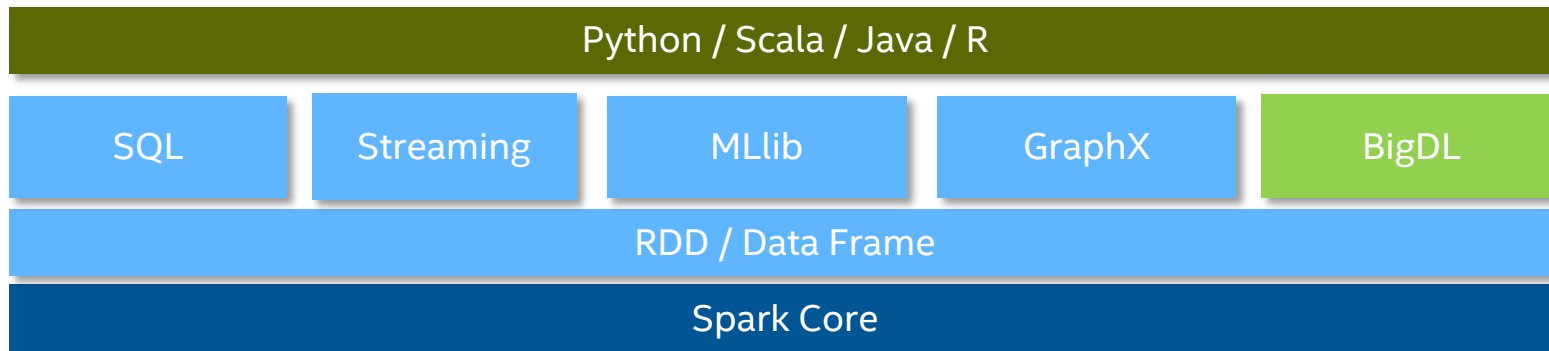 Python / Scala / Java / R
SQL
Streaming
MLlib
GraphX
BigDL
RDD / Data Frame
Spark Core